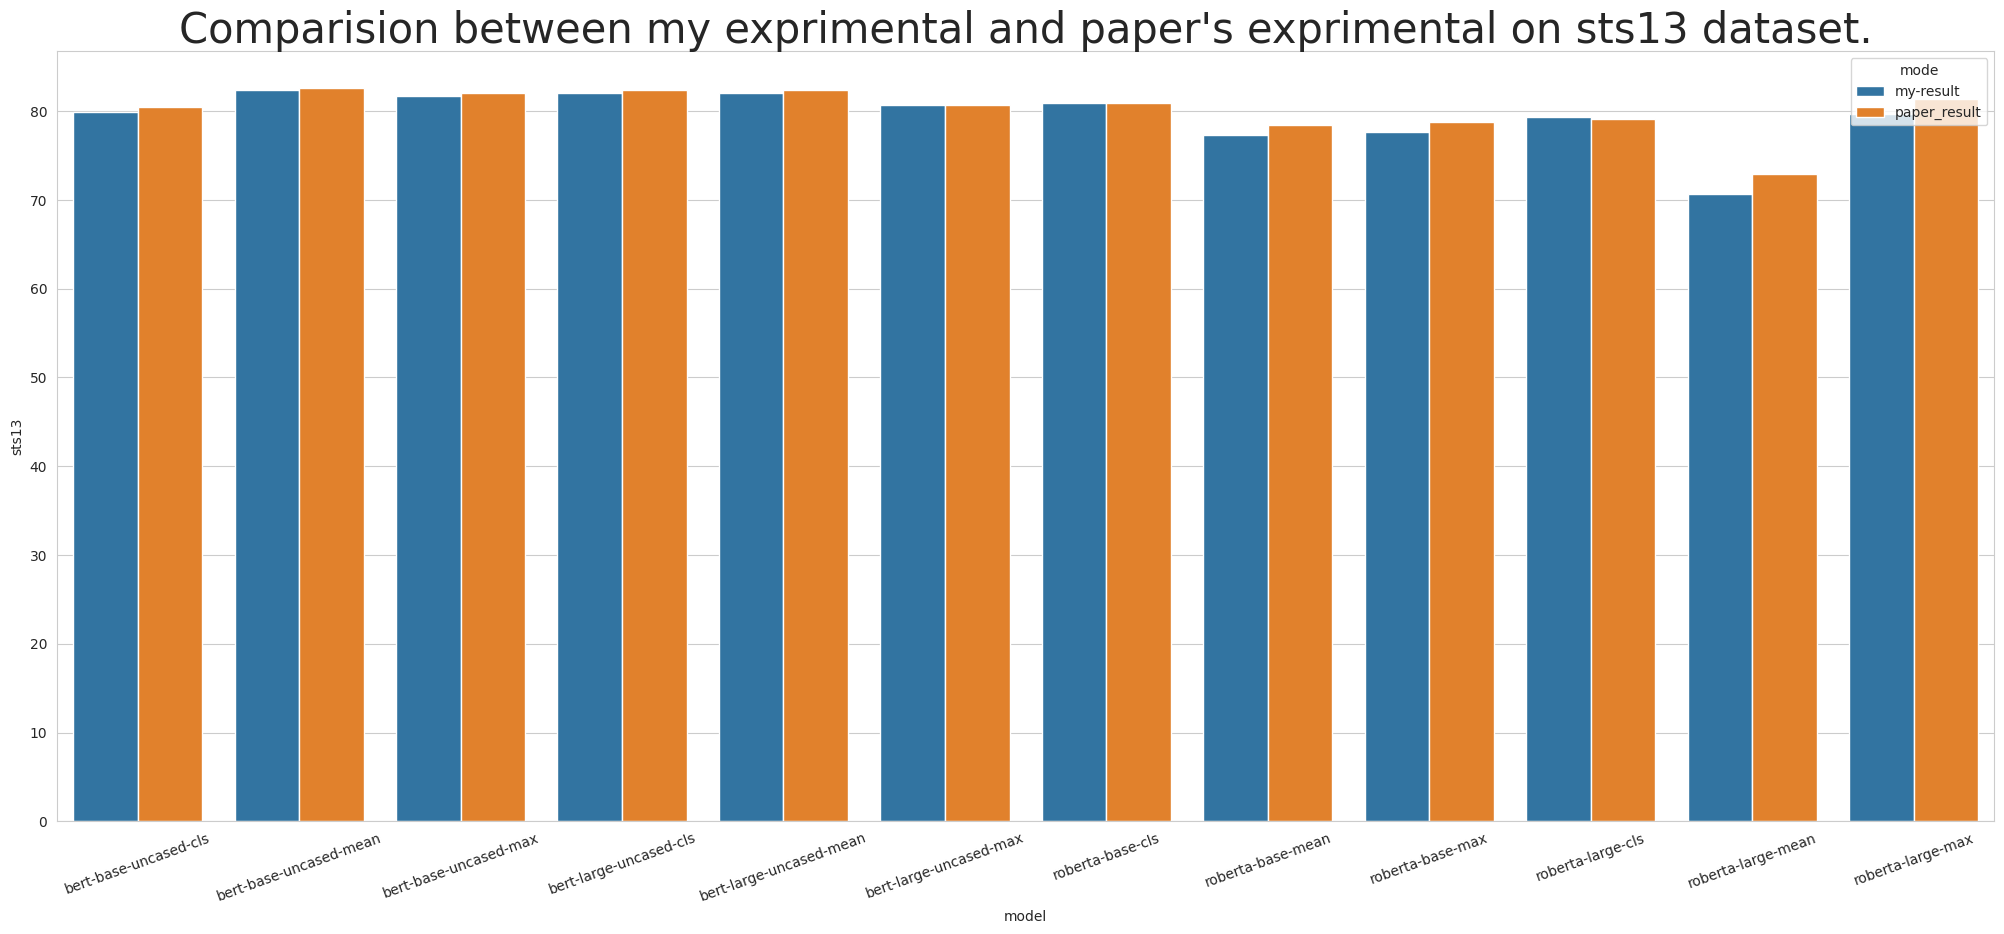 Comparision between my exprimental and paper's exprimental on sts13 dataset.
mode
my-result
paper_result
80
70
60
50
40
30
20
10
0
sts13
bert-base-uncased-cls
bert-base-uncased-mean
bert-base-uncased-max
bert-large-uncased-cls
bert-large-uncased-mean
bert-large-uncased-max
roberta-base-cls
roberta-base-mean
roberta-base-max
roberta-large-cls
roberta-large-mean
roberta-large-max
model